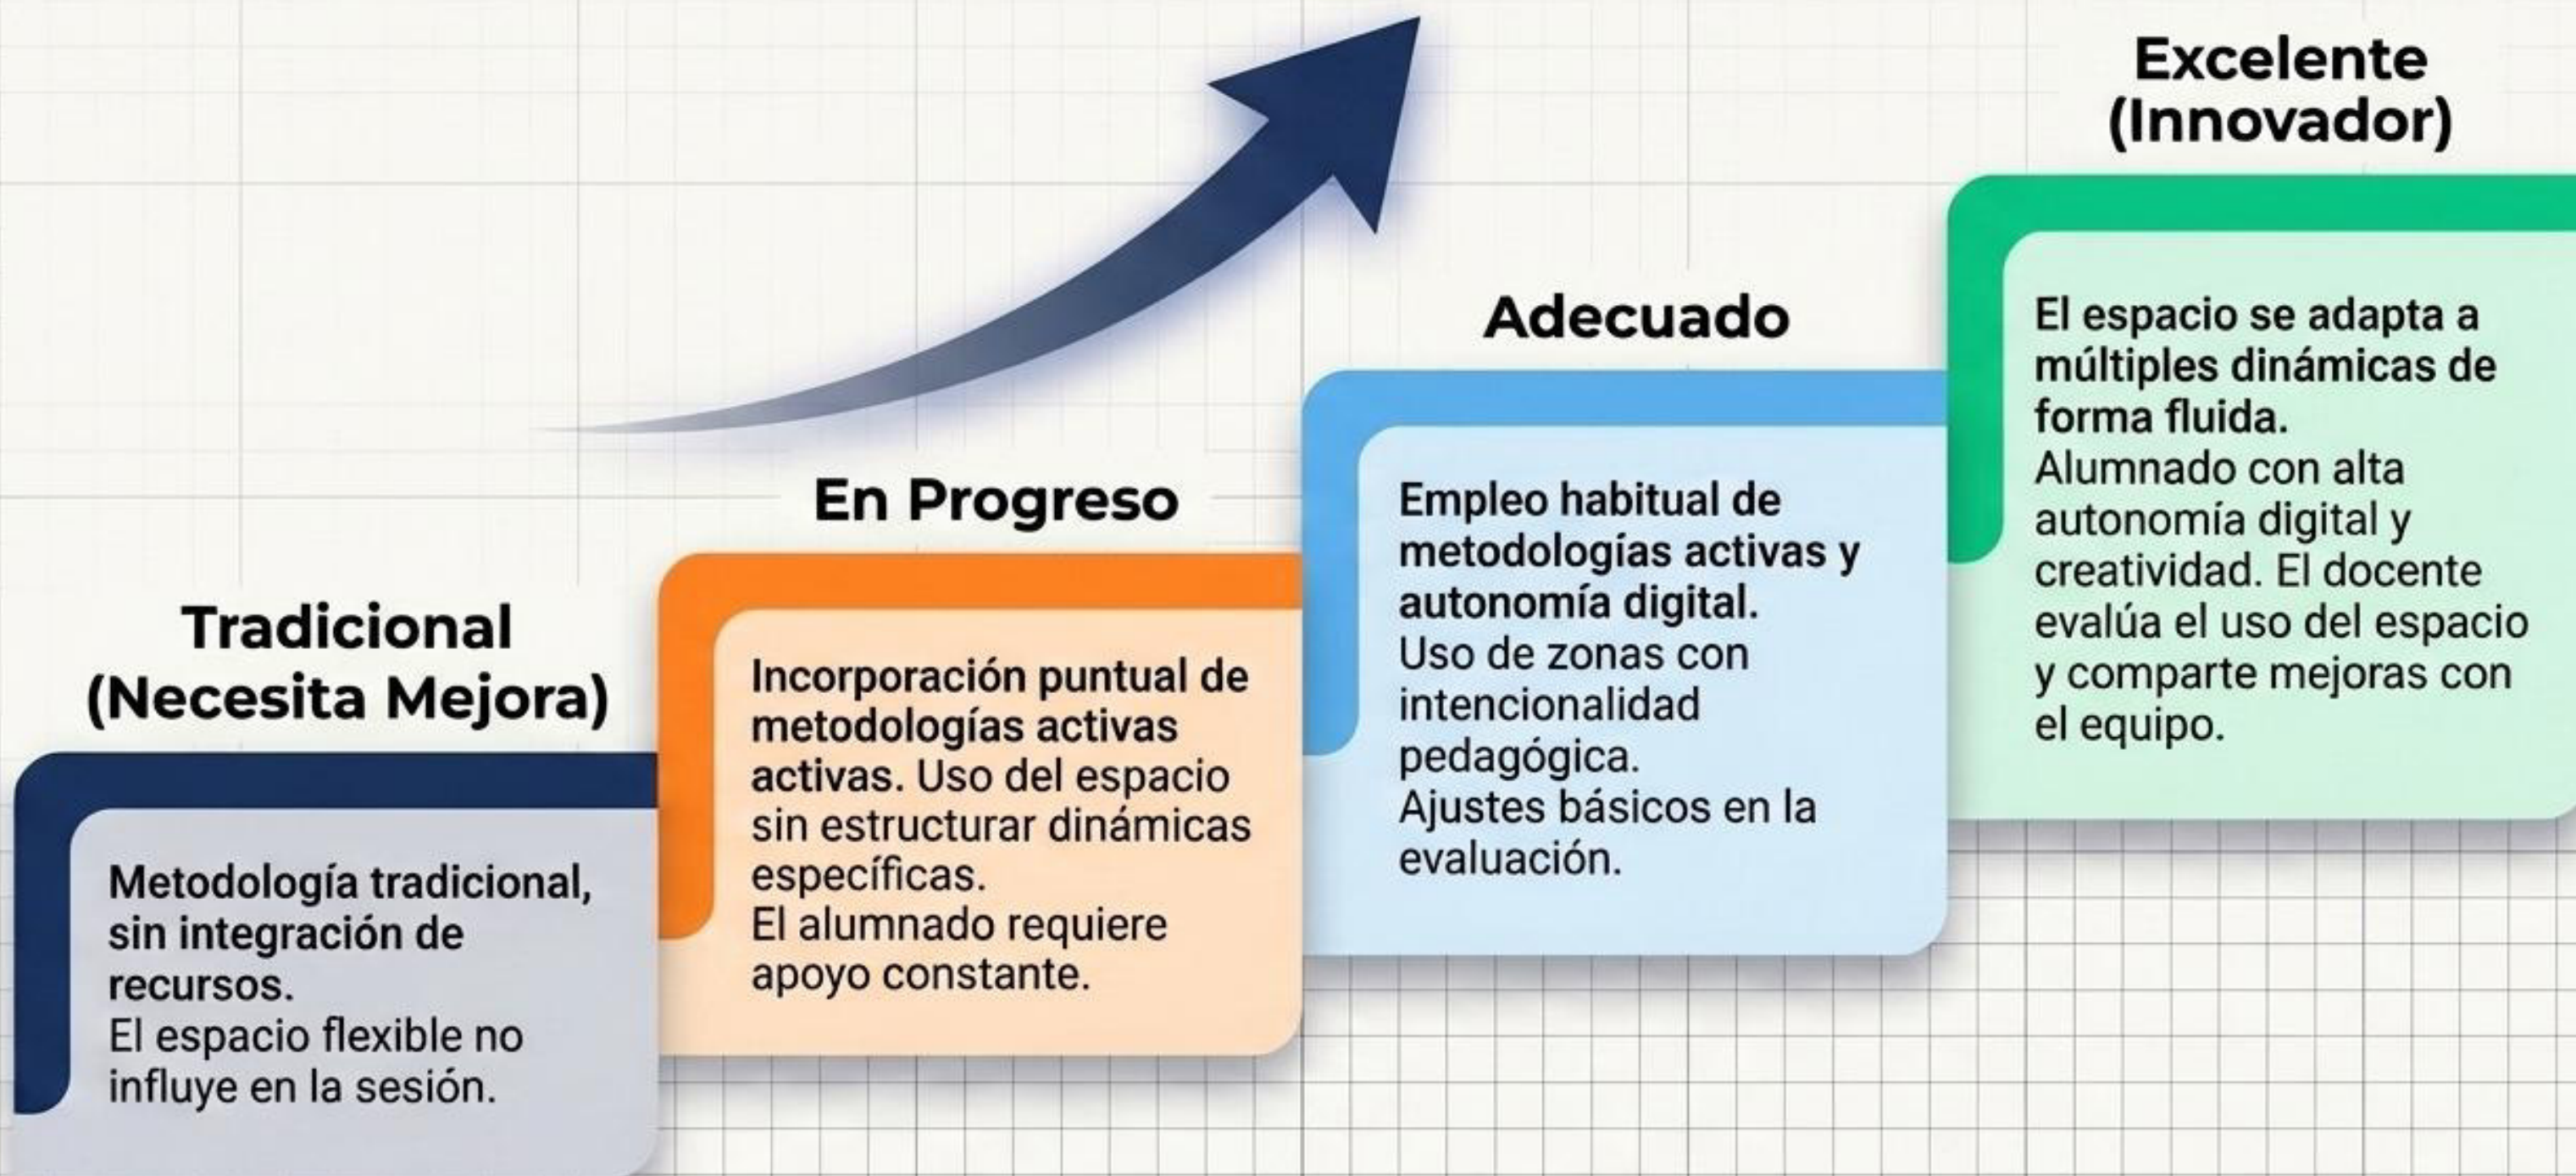 Tradicional
(Necesita Mejora)
Metodología tradicional,
sin integración de
recursos.
El espacio flexible no
influye en la sesión.
En Progreso
Incorporación puntual de
metodologías activas
activas. Uso del espacio
sin estructurar dinámicas
específicas.
El alumnado requiere
apoyo constante.
Adecuado
Empleo habitual de
metodologías activas y
autonomía digital.
Uso de zonas con
intencionalidad
pedagógica.
Ajustes básicos en la
evaluación.
Excelente
(Innovador)
El espacio se adapta a
múltiples dinámicas de
forma fluida.
Alumnado con alta
autonomía digital y
creatividad. El docente
evalúa el uso del espacio
y comparte mejoras con
el equipo.